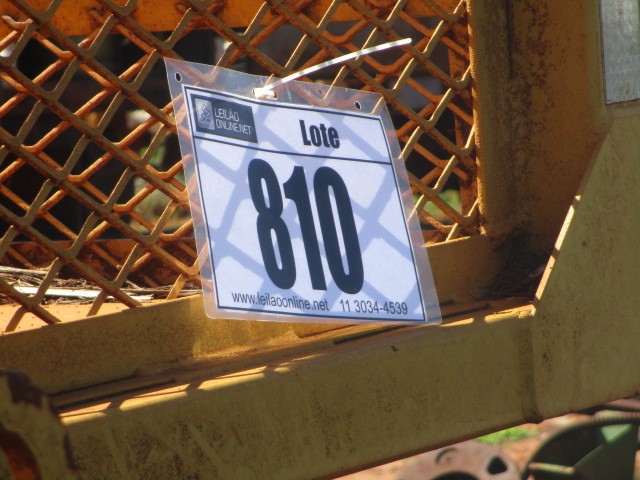 LEILÃO
ONLINE.NET
Lote
810
www.leilaoonline.net 11 3034-4539